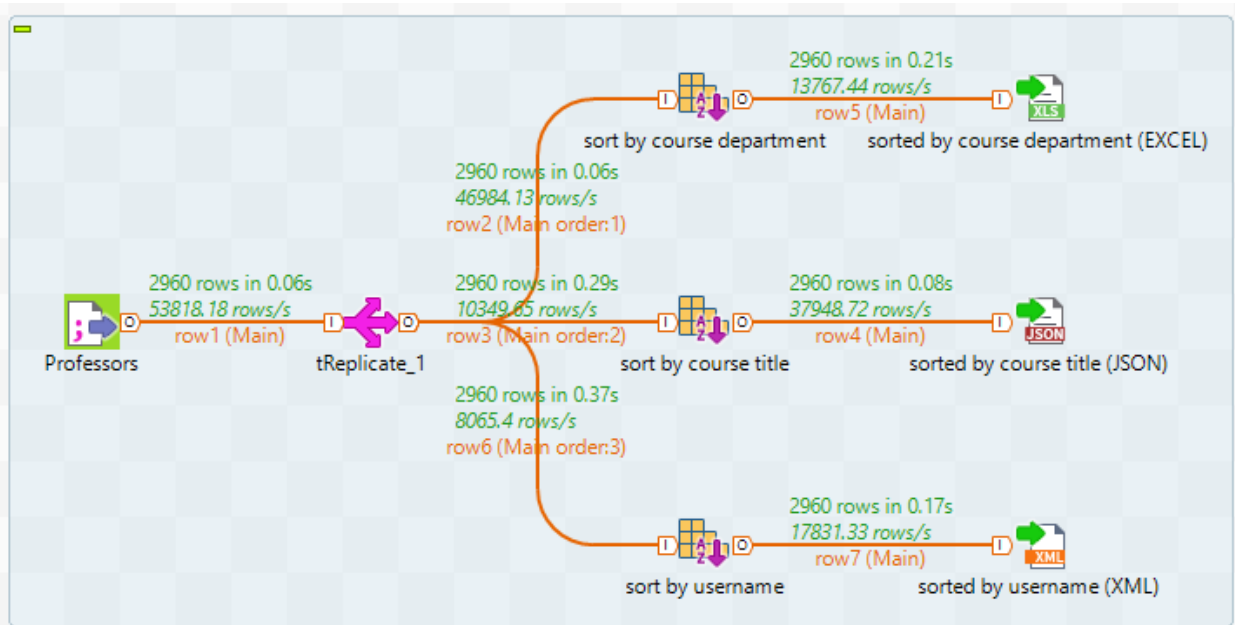 2960 rows in 0.21s
13767.44 rows/s
row5 (Main)
I
O
I
XLS
sort by course department
sorted by course department (EXCEL)
2960 rows in 0.06s
46984.13 rows/s
row2 (Main order:1)
2960 rows in 0.06s
53818.18 rows/s
row1 (Main)
O
I
O
Professors
tReplicate_1
2960 rows in 0.29s
10349.65 rows/s
row3 (Main order:2)
2960 rows in 0.08s
37948.72 rows/s
row4 (Main)
I
O
I
JSON
sort by course title
sorted by course title (JSON)
2960 rows in 0.37s
8065.4 rows/s
row6 (Main order:3)
2960 rows in 0.17s
17831.33 rows/s
row7 (Main)
I
O
I
XML
sort by username
sorted by username (XML)